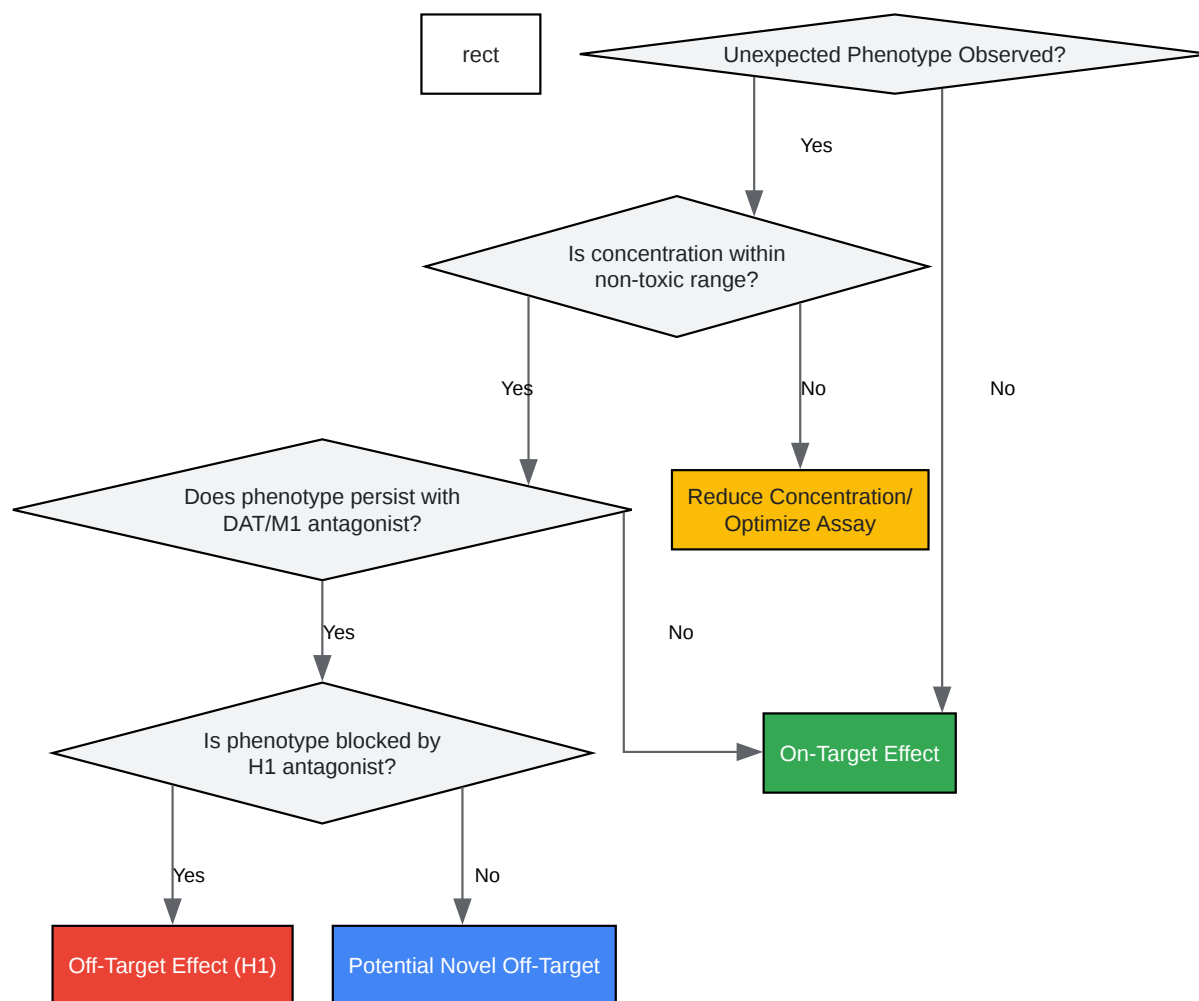 rect
Unexpected Phenotype Observed?
Yes
Is concentration within
non-toxic range?
Yes
No
No
Does phenotype persist with
DAT/M1 antagonist?
Reduce Concentration/
Optimize Assay
Yes
No
Is phenotype blocked by
H1 antagonist?
On-Target Effect
Yes
No
Off-Target Effect (H1)
Potential Novel Off-Target